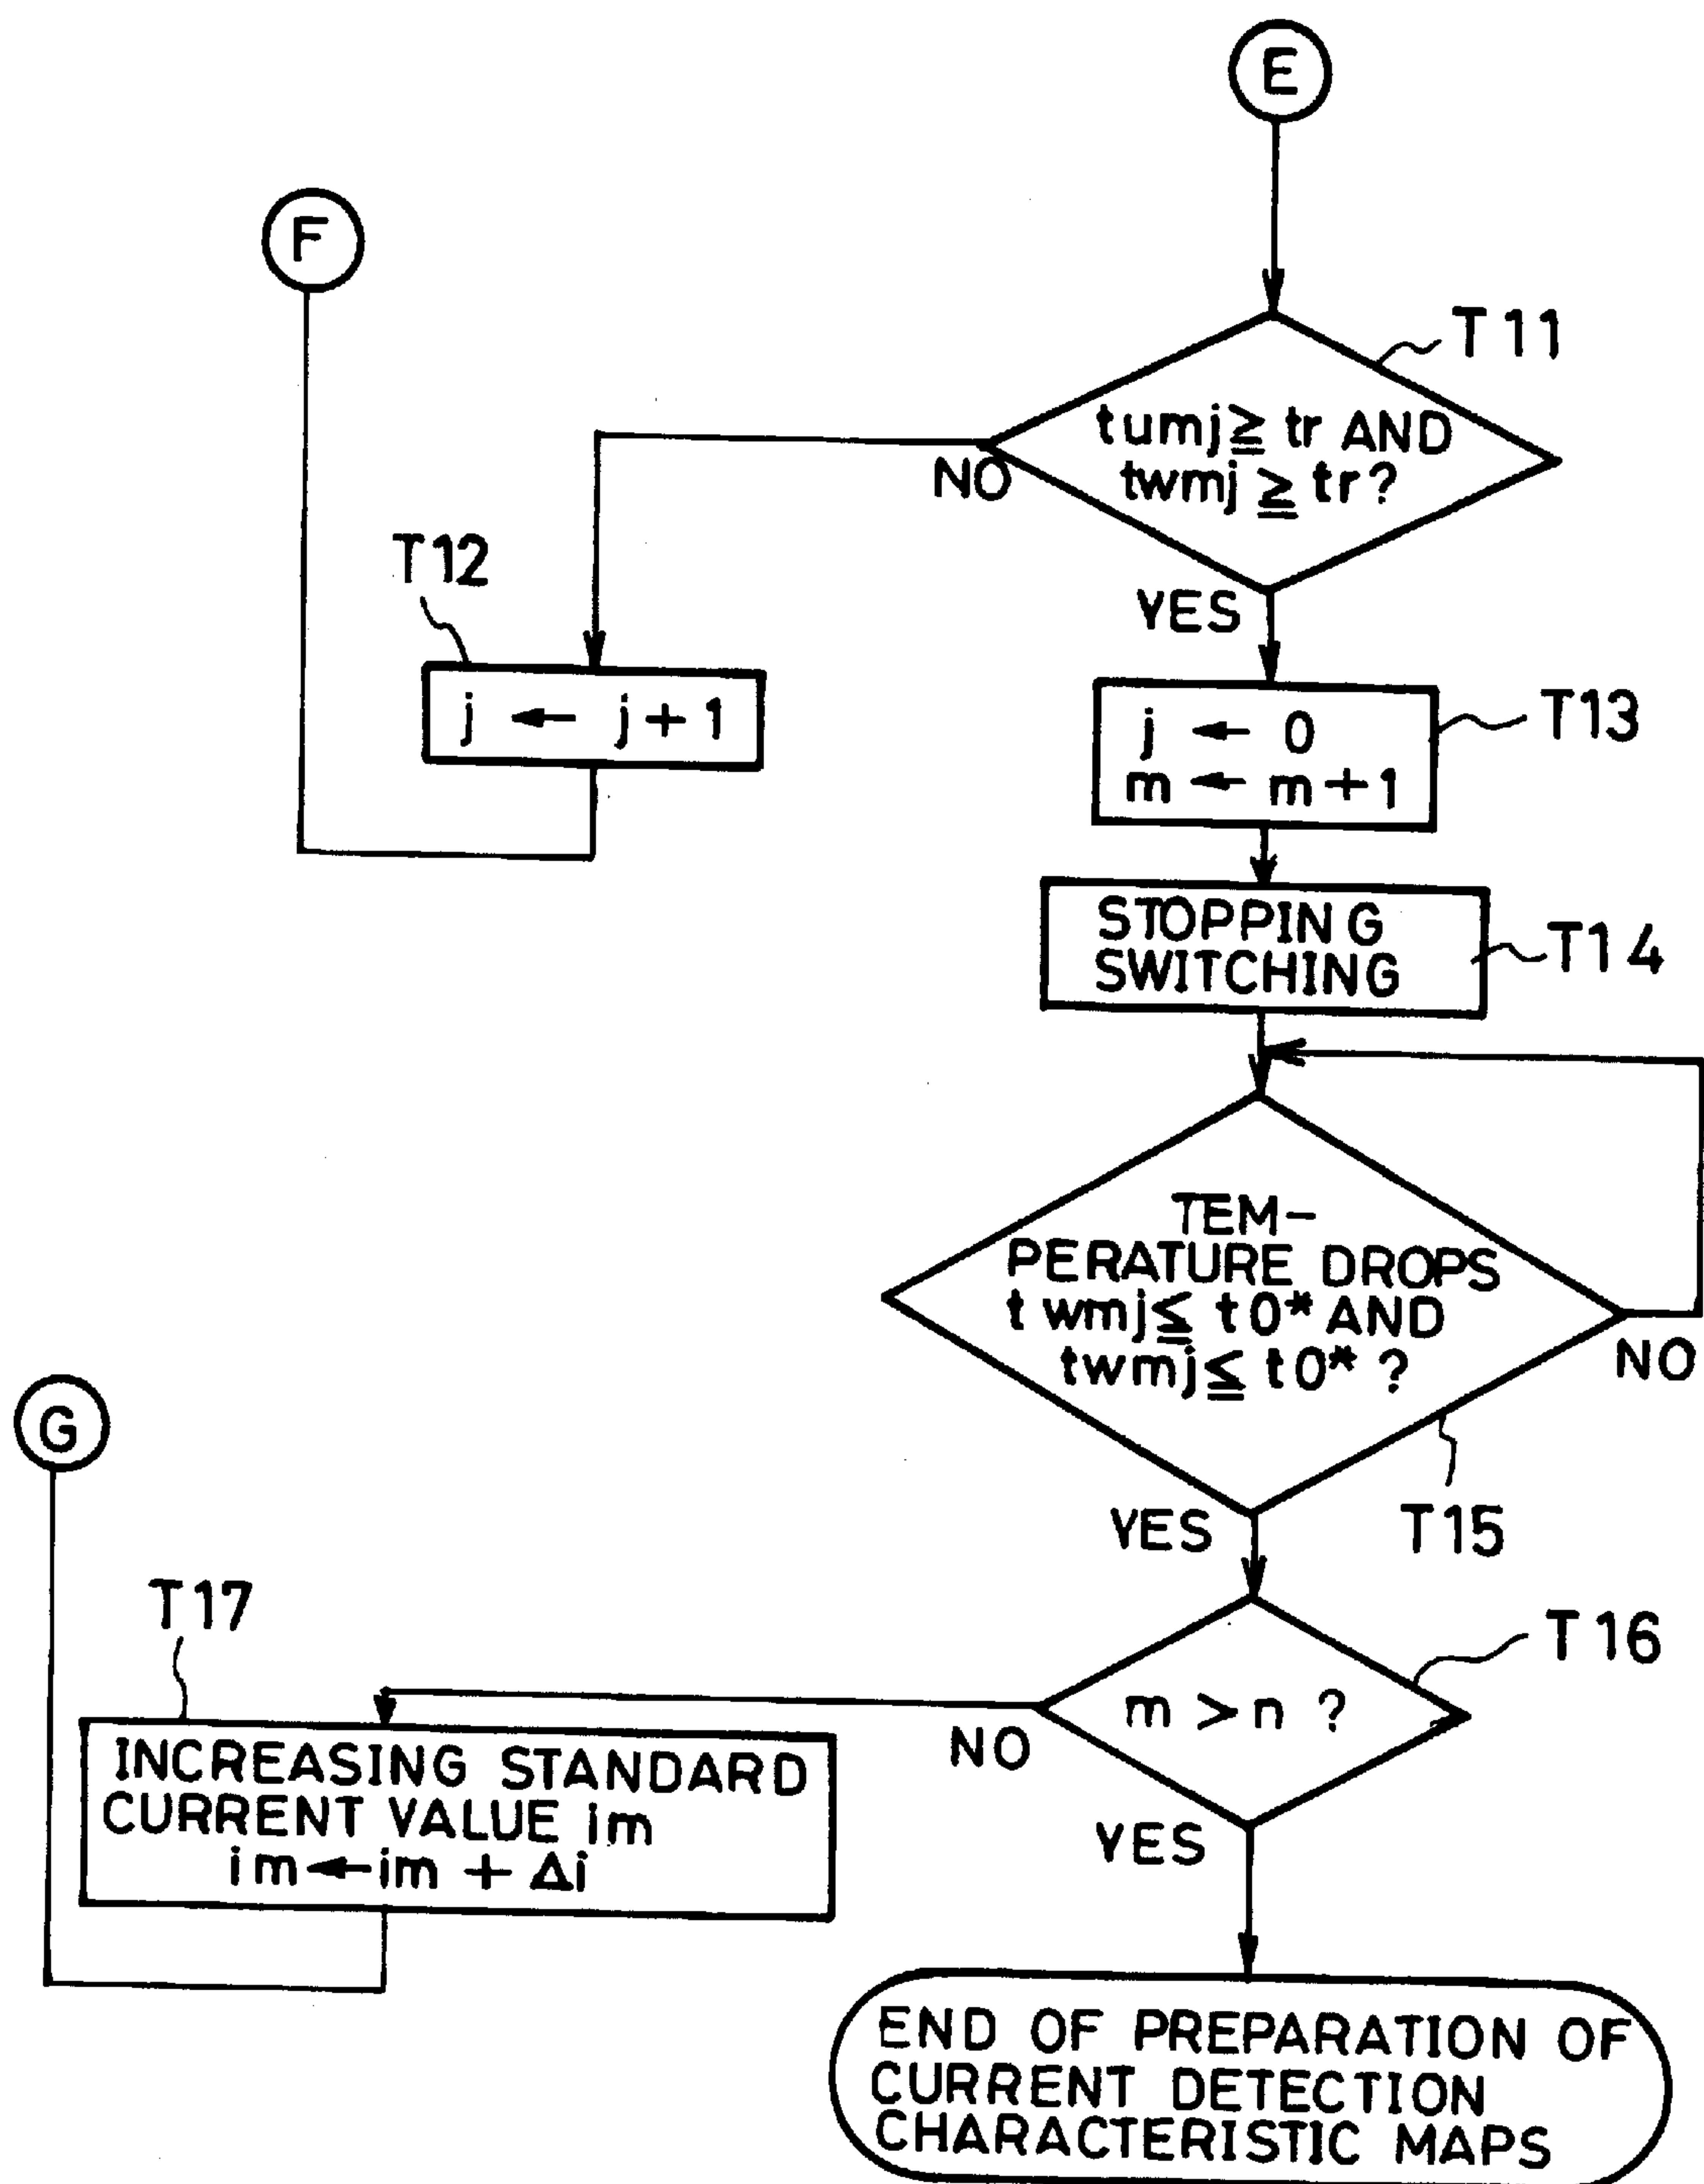 E
F
T11
tumj≧ tr AND
twmj ≧ tr?
NO
T12
YES
j ← j+1
T13
j ← 0
m ← m+1
STOPPING
SWITCHING
T14
TEM-
PERATURE DROPS
twmj≦ t0* AND
twmj≦ t0* ?
NO
G
YES
T15
T17
T16
m > n ?
NO
INCREASING STANDARD
CURRENT VALUE im
im←im + Δi
YES
END OF PREPARATION OF
CURRENT DETECTION
CHARACTERISTIC MAPS